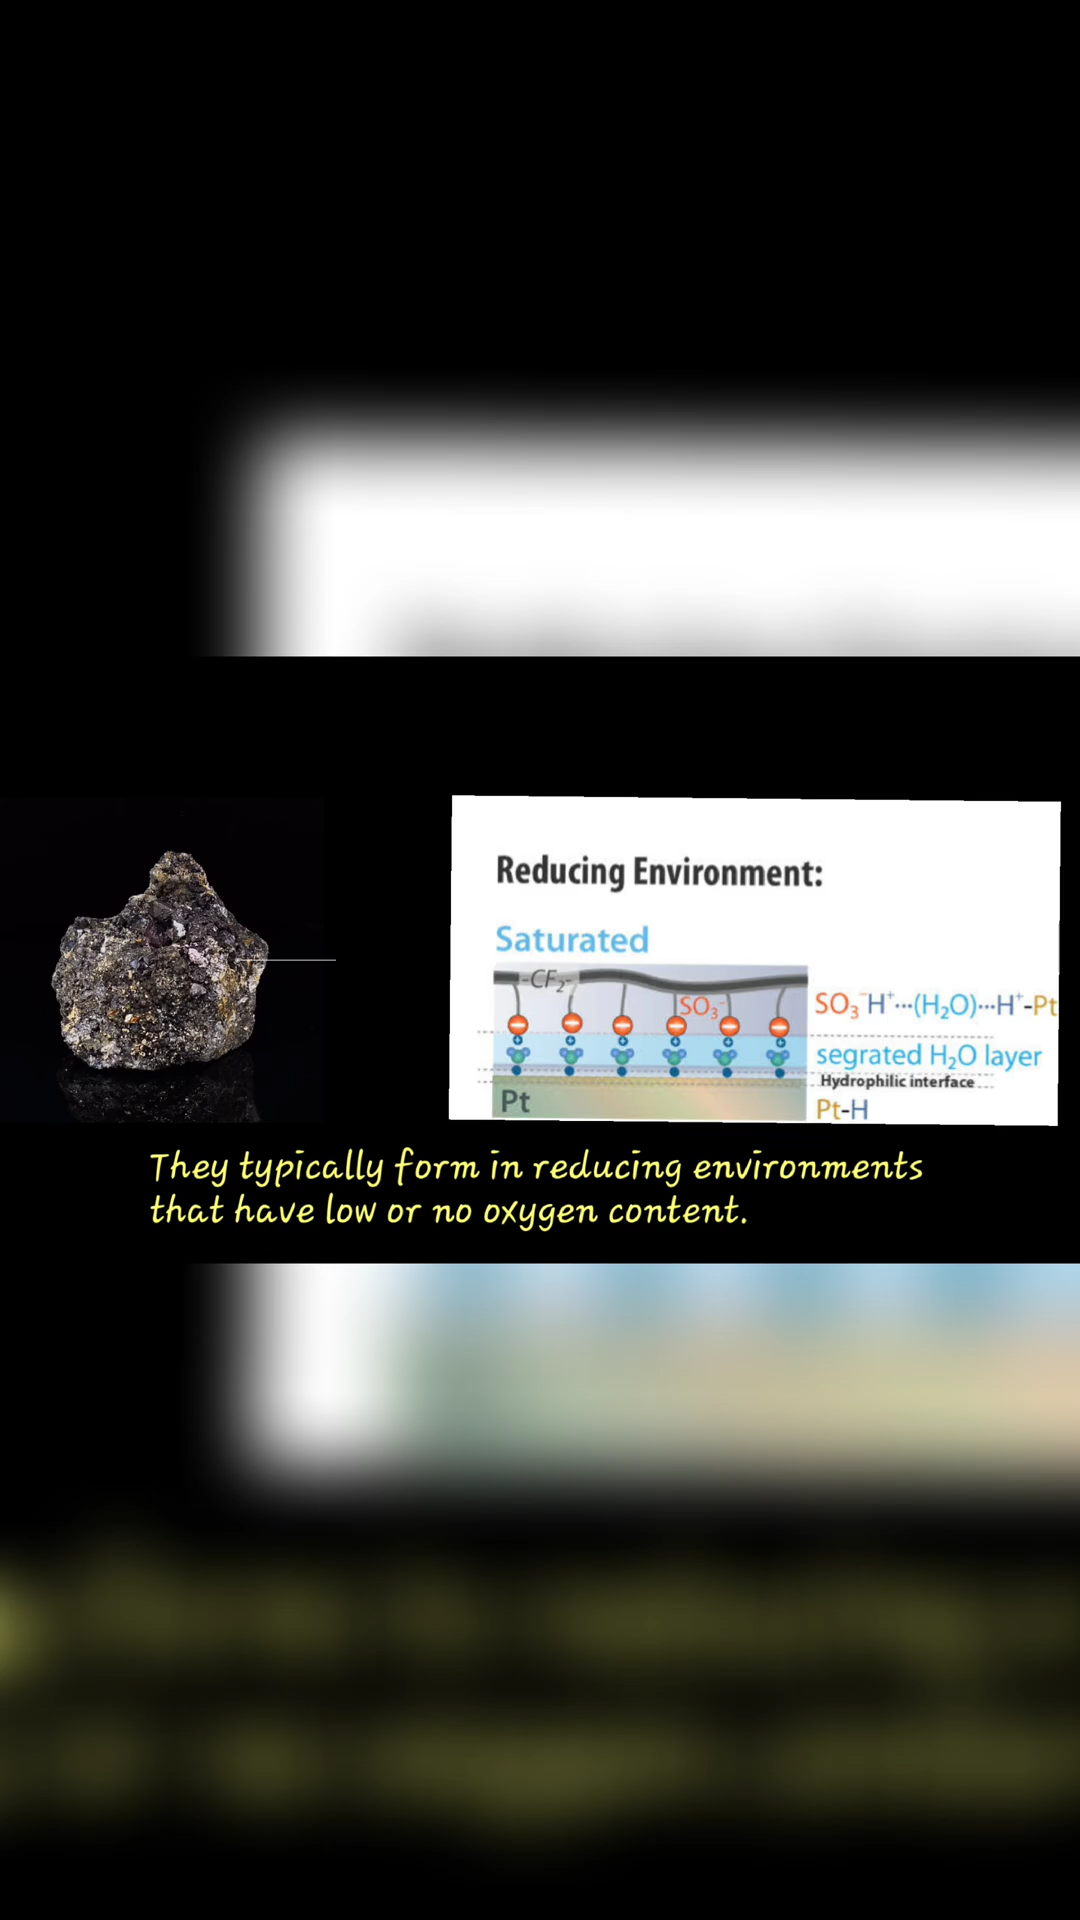 Reducing Environment:
Saturated
-CF₂-
SO₃⁻
SO₃⁻H⁺···(H₂O)···H⁺-Pt
segrated H₂O layer
Hydrophilic interface
Pt
Pt-H
They typically form in reducing environments
that have low or no oxygen content.